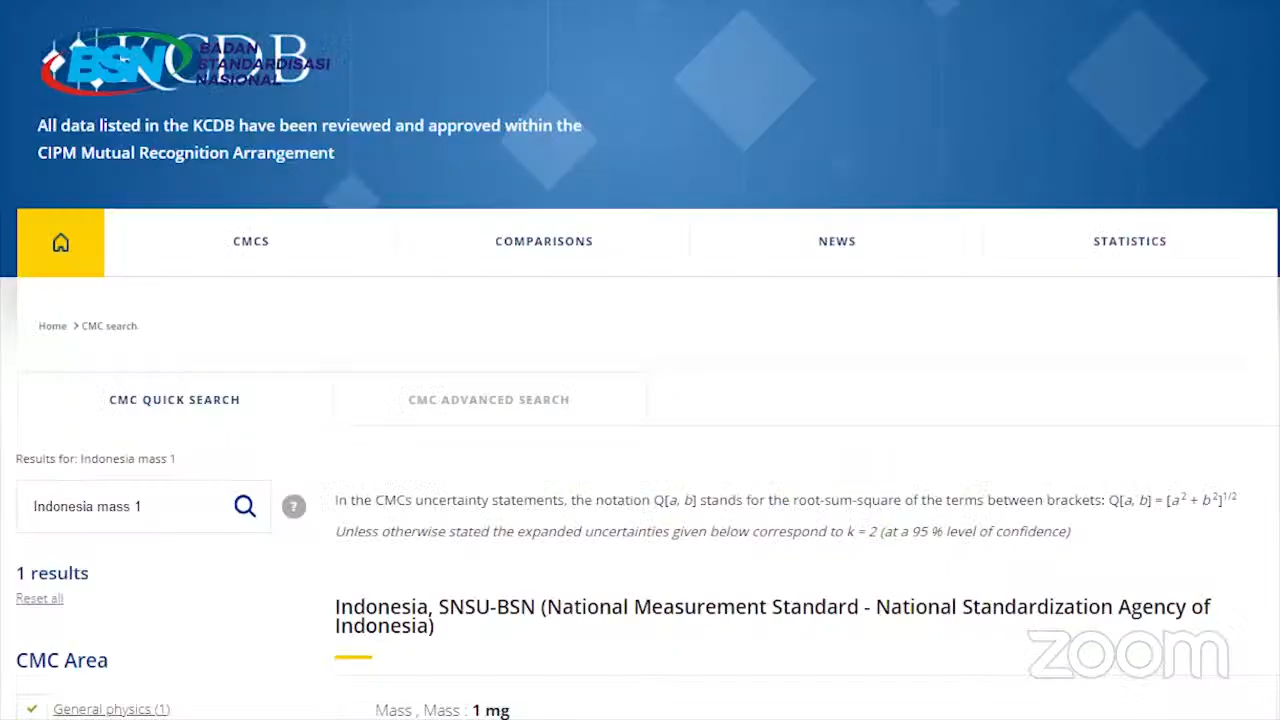 KCDB
BSN BADAN
STANDARDISASI
NASIONAL
All data listed in the KCDB have been reviewed and approved within the
CIPM Mutual Recognition Arrangement
CMCS
COMPARISONS
NEWS
STATISTICS
Home > CMC search
CMC QUICK SEARCH
CMC ADVANCED SEARCH
Results for: Indonesia mass 1
Indonesia mass 1
?
In the CMCs uncertainty statements, the notation Q[a, b] stands for the root-sum-square of the terms between brackets: Q[a, b] = [a² + b²]^1/2
Unless otherwise stated the expanded uncertainties given below correspond to k = 2 (at a 95 % level of confidence)
1 results
Reset all
Indonesia, SNSU-BSN (National Measurement Standard - National Standardization Agency of
Indonesia)
zoom
CMC Area
General physics (1)
Mass , Mass : 1 mg